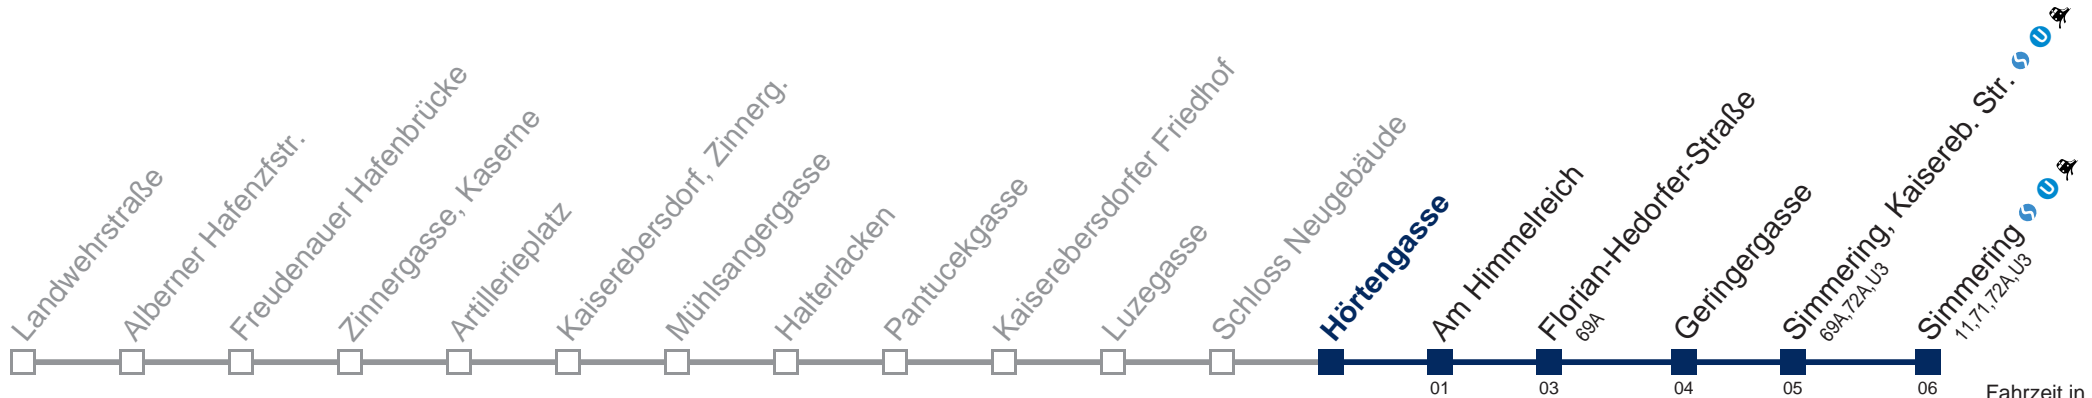 Landwehrstraße
Alberner Hafenzfstr.
Freudenauer Hafenbrücke
Zinnergasse, Kaserne
Artillerieplatz
Kaiserebersdorf, Zinnerg.
Mühlsangergasse
Halterlacken
Pantucekgasse
Kaiserebersdorfer Friedhof
Luzegasse
Schloss Neugebäude
Hörtengasse
Am Himmelreich
Florian-Hedorfer-Straße
69A
Geringergasse
Simmering, Kaisereb. Str. S U
69A,72A,U3
Simmering S U
11,71,72A,U3
01 03 04 05 06
Fahrzeit in